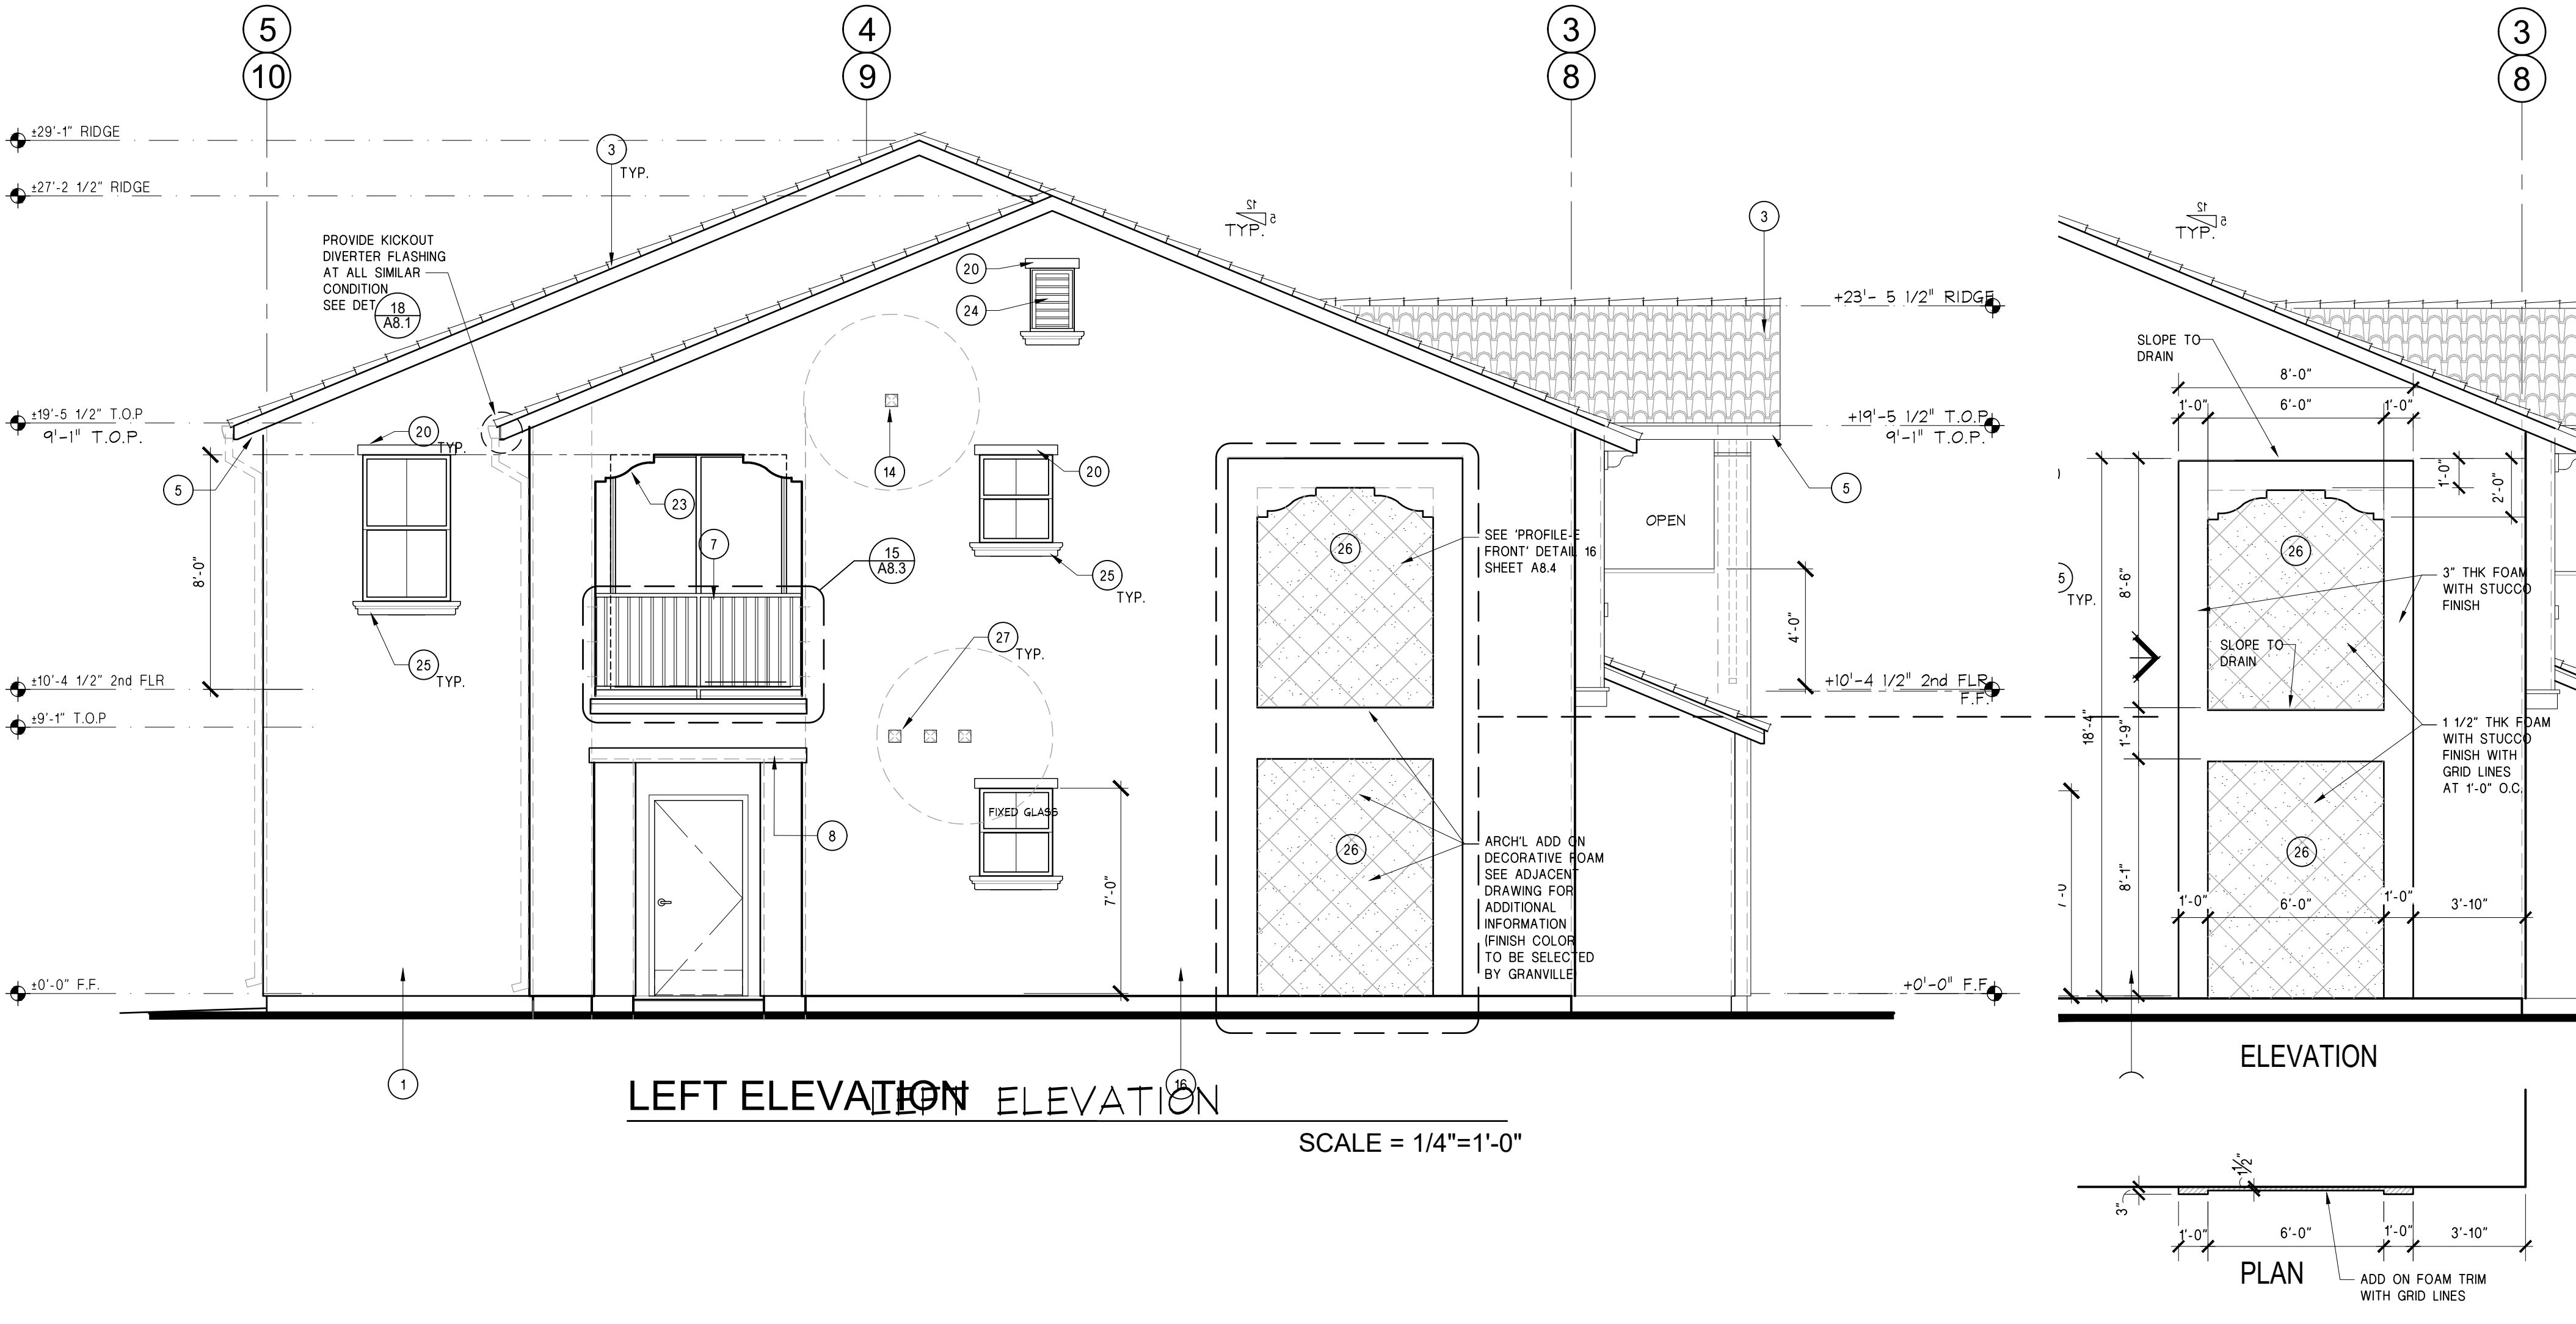 5
10
4
9
3
8
3
8
±29'-1" RIDGE
±27'-2 1/2" RIDGE
3
TYP.
PROVIDE KICKOUT
DIVERTER FLASHING
AT ALL SIMILAR
CONDITION
SEE DET
18
A8.1
12
5
TYP.
3
12
5
TYP.
20
24
+23'- 5 1/2" RIDGE
SLOPE TO
DRAIN
8'-0"
1'-0"
6'-0"
1'-0"
±19'-5 1/2" T.O.P
9'-1" T.O.P.
20
TYP.
14
20
+19'-5 1/2" T.O.P.
9'-1" T.O.P.
5
23
5
OPEN
1'-0"
2'-0"
8'-0"
7
15
A8.3
25
TYP.
26
SEE 'PROFILE-E
FRONT' DETAIL 16
SHEET A8.4
26
5
TYP.
8'-6"
3" THK FOAM
WITH STUCCO
FINISH
4'-0"
27
TYP.
25
TYP.
SLOPE TO
DRAIN
±10'-4 1/2" 2nd FLR
+10'-4 1/2" 2nd FLR
F.F.
±9'-1" T.O.P
18'-4"
1'-9"
1 1/2" THK FOAM
WITH STUCCO
FINISH WITH
GRID LINES
AT 1'-0" O.C.
FIXED GLASS
8
26
ARCH'L ADD ON
DECORATIVE FOAM
SEE ADJACENT
DRAWING FOR
ADDITIONAL
INFORMATION
(FINISH COLOR
TO BE SELECTED
BY GRANVILLE)
7'-0"
8'-1"
26
1'-0"
6'-0"
1'-0"
3'-10"
±0'-0" F.F.
+0'-0" F.F.
1
16
LEFT ELEVATION
LEFT ELEVATION
SCALE = 1/4"=1'-0"
ELEVATION
3"
1½"
1'-0"
6'-0"
1'-0"
3'-10"
PLAN
ADD ON FOAM TRIM
WITH GRID LINES